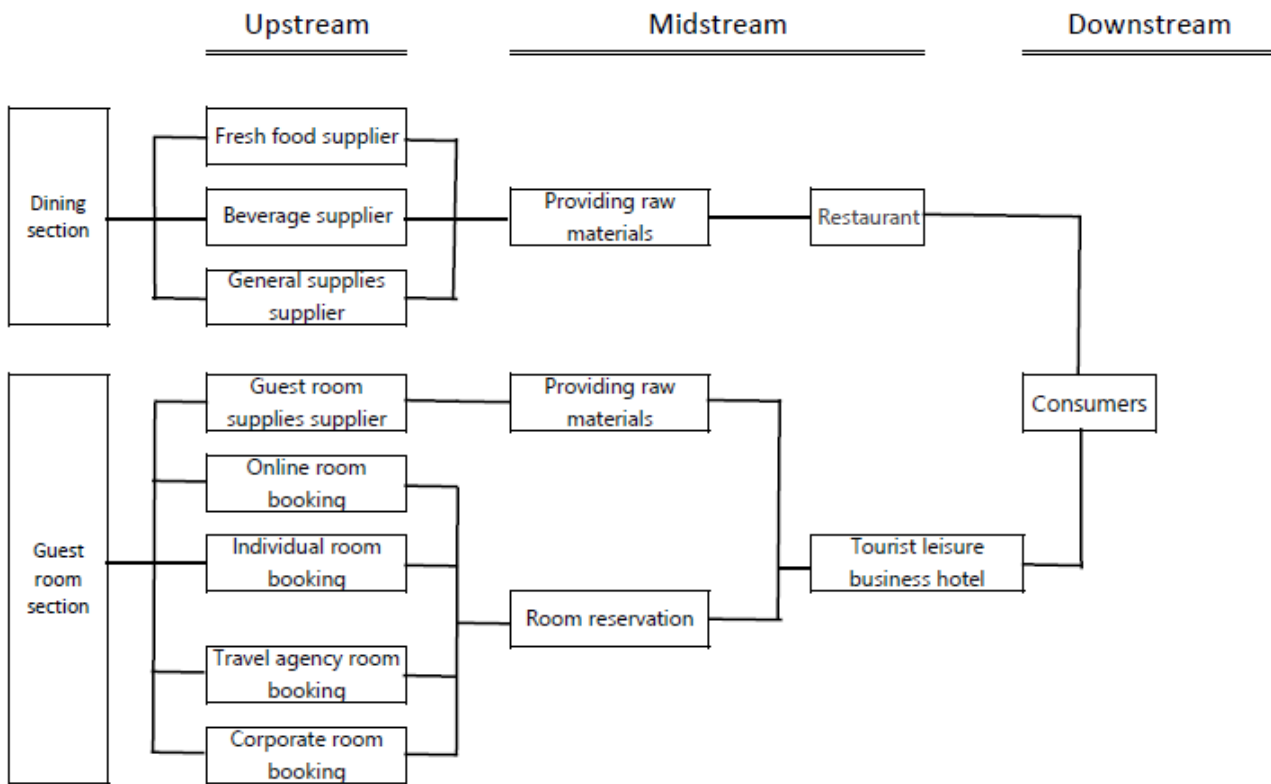 Upstream
Midstream
Downstream
Dining
section
Fresh food supplier
Beverage supplier
General supplies
supplier
Providing raw
materials
Restaurant
Guest
room
section
Guest room
supplies supplier
Online room
booking
Individual room
booking
Travel agency room
booking
Corporate room
booking
Providing raw
materials
Room reservation
Tourist leisure
business hotel
Consumers